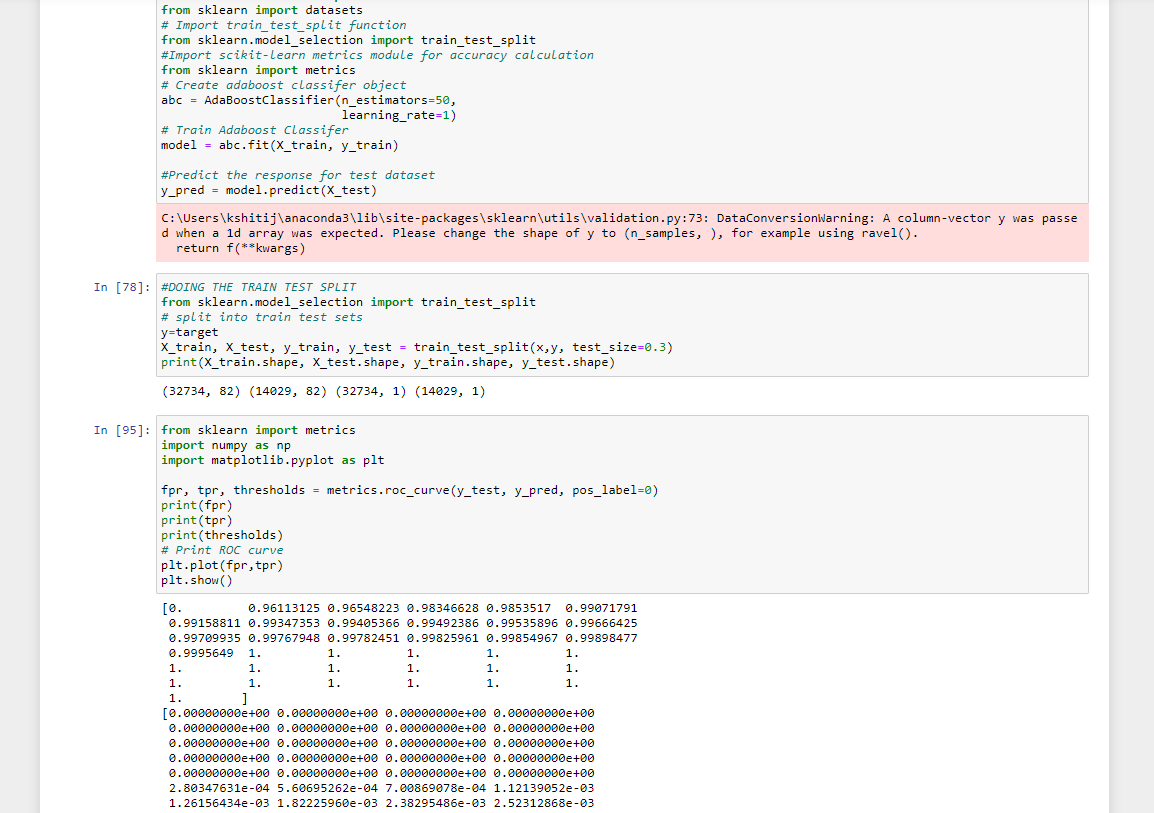 from sklearn import datasets
# Import train_test_split function
from sklearn.model_selection import train_test_split
#Import scikit-learn metrics module for accuracy calculation
from sklearn import metrics
# Create adaboost classifer object
abc = AdaBoostClassifier(n_estimators=50,
                         learning_rate=1)
# Train Adaboost Classifer
model = abc.fit(X_train, y_train)
#Predict the response for test dataset
y_pred = model.predict(X_test)
C:\Users\kshitij\anaconda3\lib\site-packages\sklearn\utils\validation.py:73: DataConversionWarning: A column-vector y was passe
d when a 1d array was expected. Please change the shape of y to (n_samples, ), for example using ravel().
  return f(**kwargs)
In [78]: #DOING THE TRAIN TEST SPLIT
from sklearn.model_selection import train_test_split
# split into train test sets
y=target
X_train, X_test, y_train, y_test = train_test_split(x,y, test_size=0.3)
print(X_train.shape, X_test.shape, y_train.shape, y_test.shape)
(32734, 82) (14029, 82) (32734, 1) (14029, 1)
In [95]: from sklearn import metrics
import numpy as np
import matplotlib.pyplot as plt
fpr, tpr, thresholds = metrics.roc_curve(y_test, y_pred, pos_label=0)
print(fpr)
print(tpr)
print(thresholds)
# Print ROC curve
plt.plot(fpr,tpr)
plt.show()
[0.         0.96113125 0.96548223 0.98346628 0.9853517  0.99071791
 0.99158811 0.99347353 0.99405366 0.99492386 0.99535896 0.99666425
 0.99709935 0.99767948 0.99782451 0.99825961 0.99854967 0.99898477
 0.9995649  1.         1.         1.         1.         1.
 1.         1.         1.         1.         1.         1.
 1.         1.         1.         1.         1.         1.
 1.        ]
[0.00000000e+00 0.00000000e+00 0.00000000e+00 0.00000000e+00
 0.00000000e+00 0.00000000e+00 0.00000000e+00 0.00000000e+00
 0.00000000e+00 0.00000000e+00 0.00000000e+00 0.00000000e+00
 0.00000000e+00 0.00000000e+00 0.00000000e+00 0.00000000e+00
 0.00000000e+00 0.00000000e+00 0.00000000e+00 0.00000000e+00
 2.80347631e-04 5.60695262e-04 7.00869078e-04 1.12139052e-03
 1.26156434e-03 1.82225960e-03 2.38295486e-03 2.52312868e-03